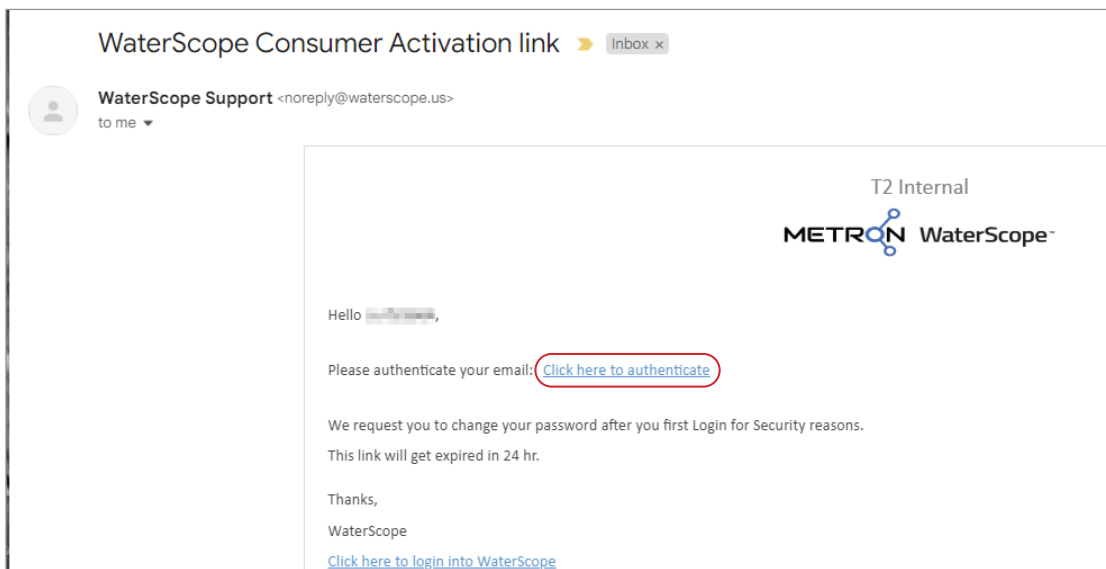 WaterScope Consumer Activation link Inbox x
WaterScope Support <noreply@waterscope.us>
to me
T2 Internal
METRON WaterScope™
Hello ,
Please authenticate your email: Click here to authenticate
We request you to change your password after you first Login for Security reasons.
This link will get expired in 24 hr.
Thanks,
WaterScope
Click here to login into WaterScope